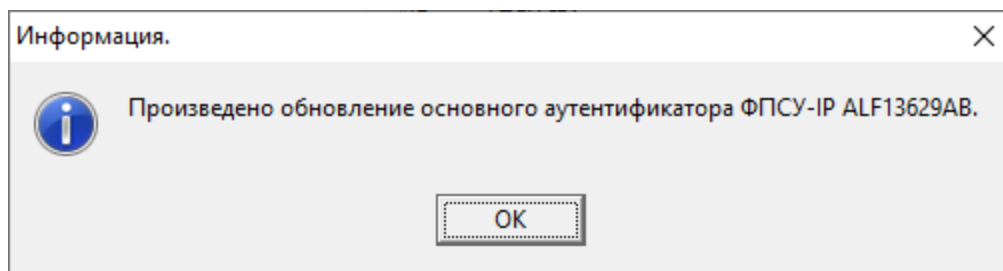 Информация.
Произведено обновление основного аутентификатора ФПСУ-IP ALF13629AB.
OK